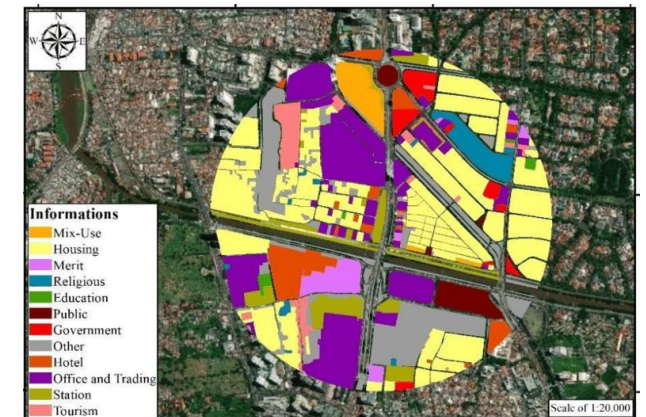 N
W
E
S
Informations
Mix-Use
Housing
Merit
Religious
Education
Public
Government
Other
Hotel
Office and Trading
Station
Tourism
Scale of 1:20.000